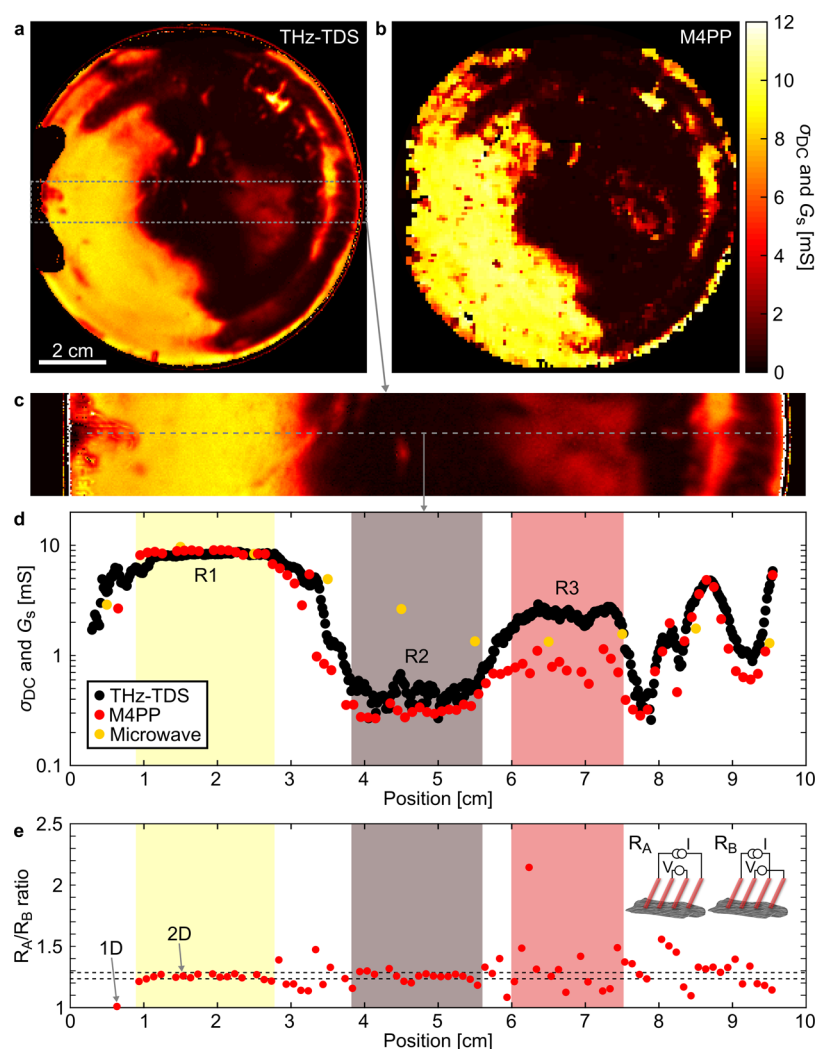 a THz-TDS
b M4PP
12
10
8
6
4
2
0
σDC and Gs [mS]
2 cm
c
d
10
1
0.1
σDC and Gs [mS]
R1
R2
R3
THz-TDS
M4PP
Microwave
0 1 2 3 4 5 6 7 8 9 10
Position [cm]
e
2.5
2
1.5
1
RA/RB ratio
1D
2D
RA I V
RB I V
0 1 2 3 4 5 6 7 8 9 10
Position [cm]